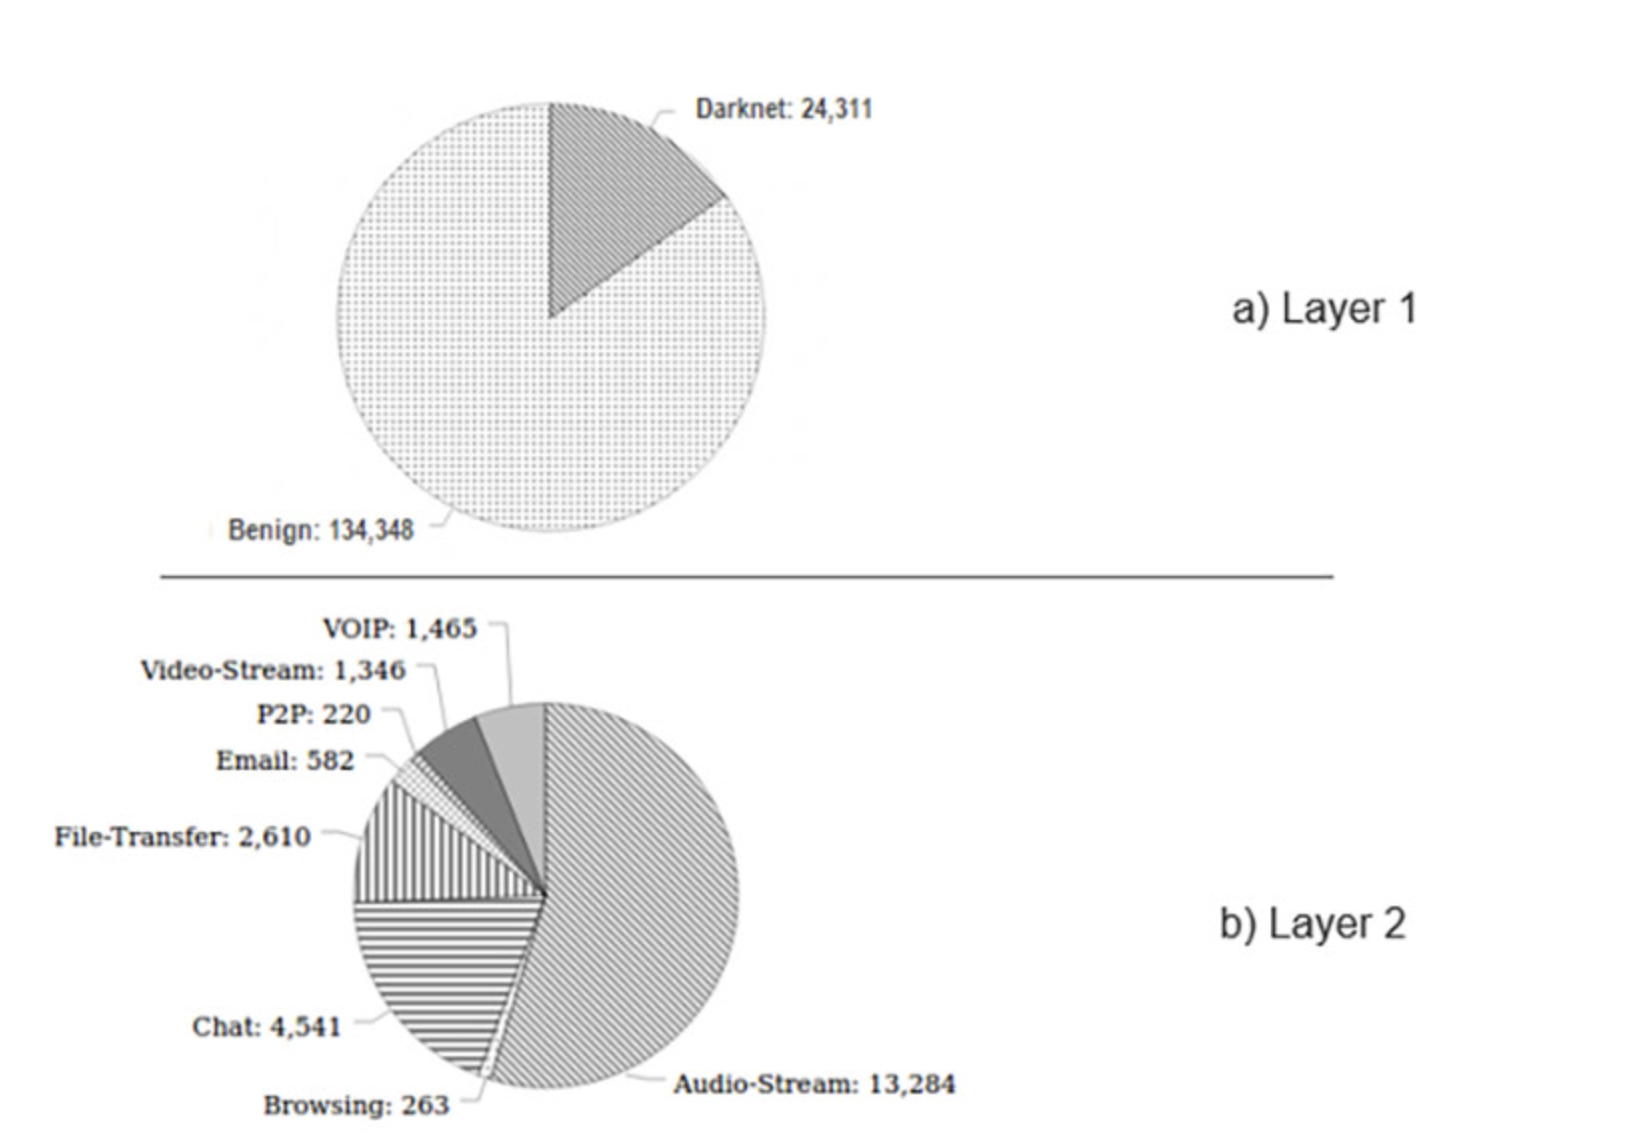 Darknet: 24,311
a) Layer 1
Benign: 134,348
VOIP: 1,465
Video-Stream: 1,346
P2P: 220
Email: 582
File-Transfer: 2,610
b) Layer 2
Chat: 4,541
Audio-Stream: 13,284
Browsing: 263